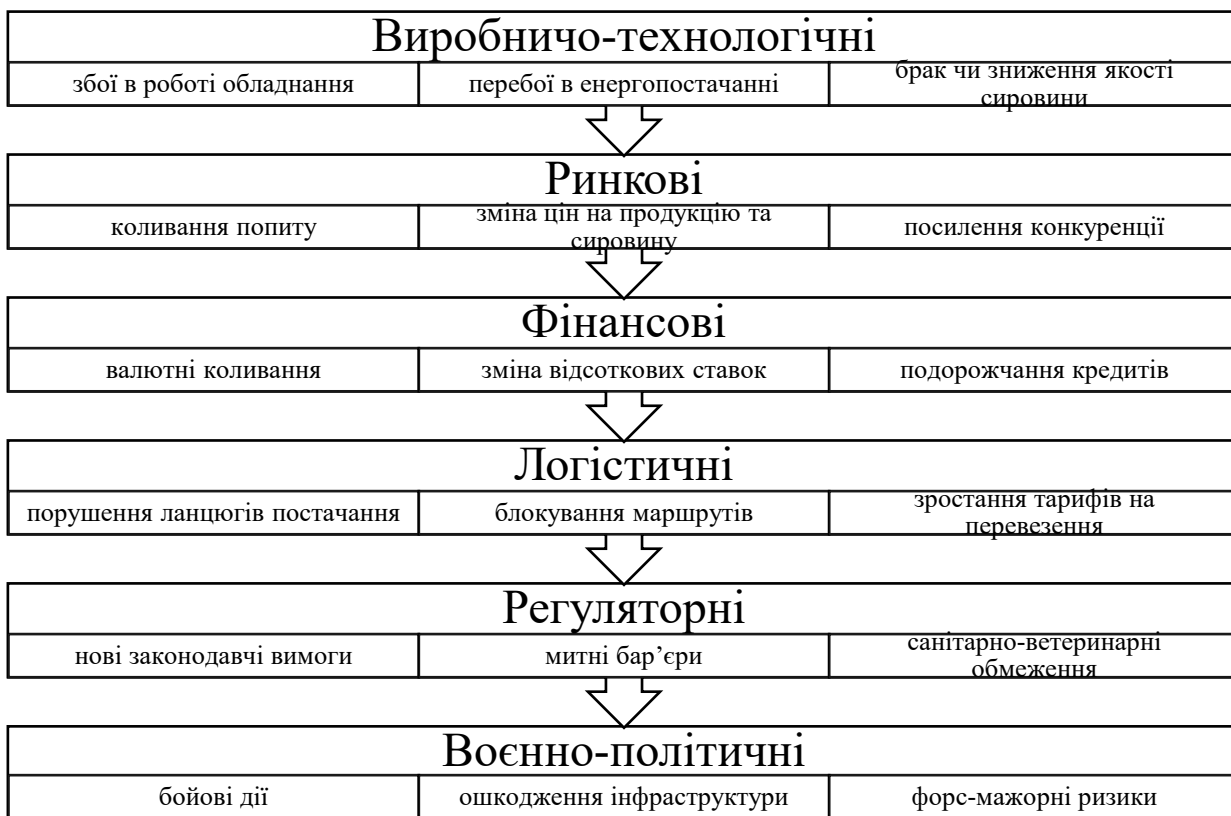 Виробничо-технологічні
збої в роботі обладнання
перебої в енергопостачанні
брак чи зниження якості
сировини
Ринкові
коливання попиту
зміна цін на продукцію та
сировину
посилення конкуренції
Фінансові
валютні коливання
зміна відсоткових ставок
подорожчання кредитів
Логістичні
порушення ланцюгів постачання
блокування маршрутів
зростання тарифів на
перевезення
Регуляторні
нові законодавчі вимоги
митні бар’єри
санітарно-ветеринарні
обмеження
Воєнно-політичні
бойові дії
ошкодження інфраструктури
форс-мажорні ризики